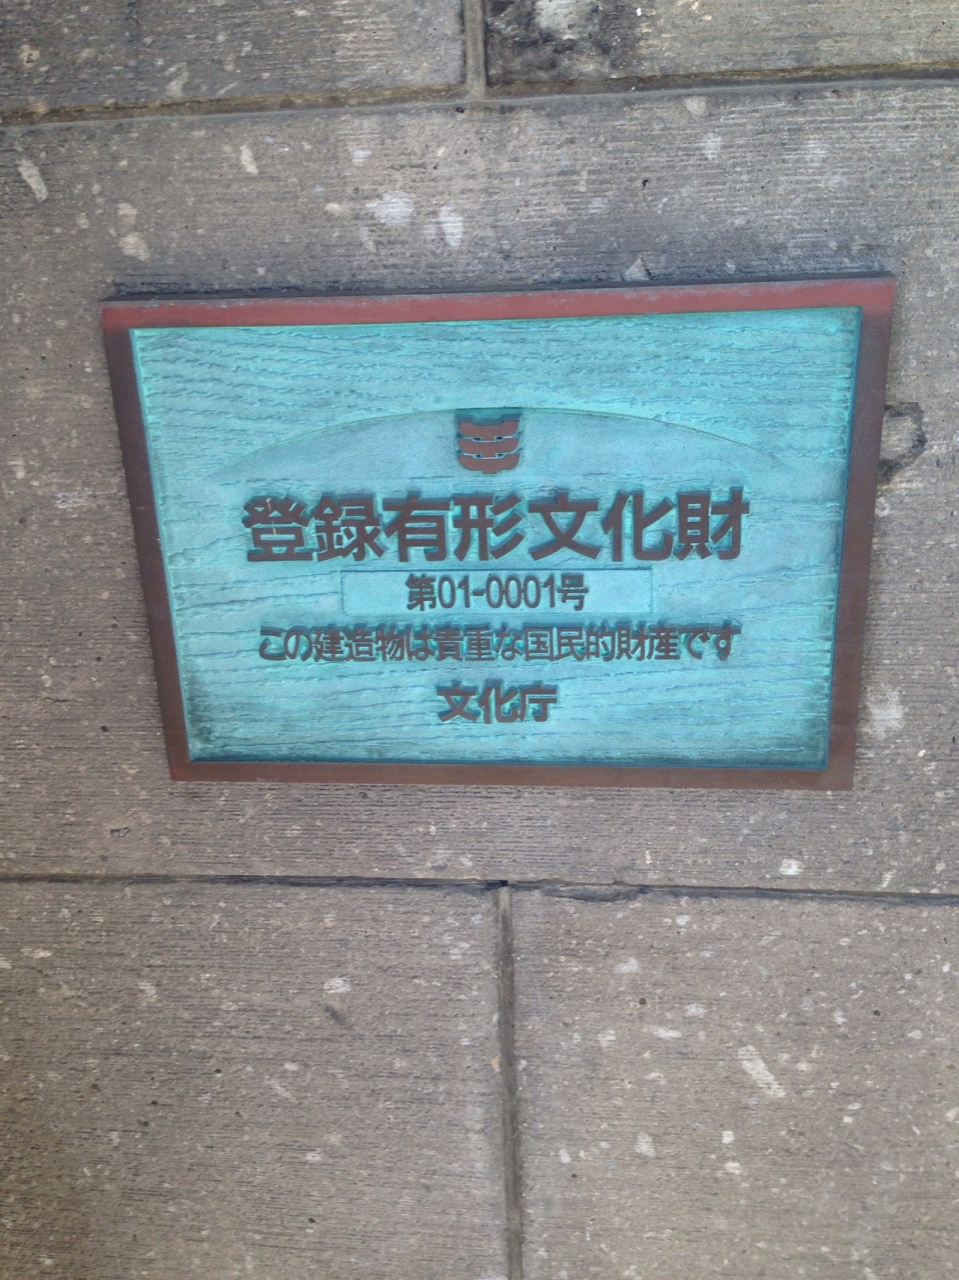 登録有形文化財
第01-0001号
この建造物は貴重な国民的財産です
文化庁